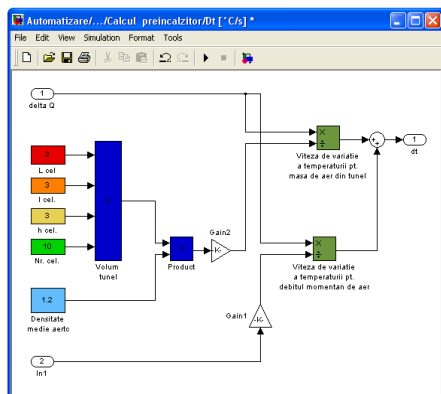 Automatizare/.../Calcul preincalzitor/Dt [°C/s] *
File Edit View Simulation Format Tools
1
delta Q
3
L cel
3
l cel.
3
h cel.
10
Nr. cel.
Volum
tunel
Product
Gain2
-K-
1.2
Densitate
medie aertc
Gain1
-K-
2
In1
×
÷
Viteza de variatie
a temperaturii pt.
masa de aer din tunel
×
÷
Viteza de variatie
a temperaturii pt.
debitul momentan de aer
1
dt